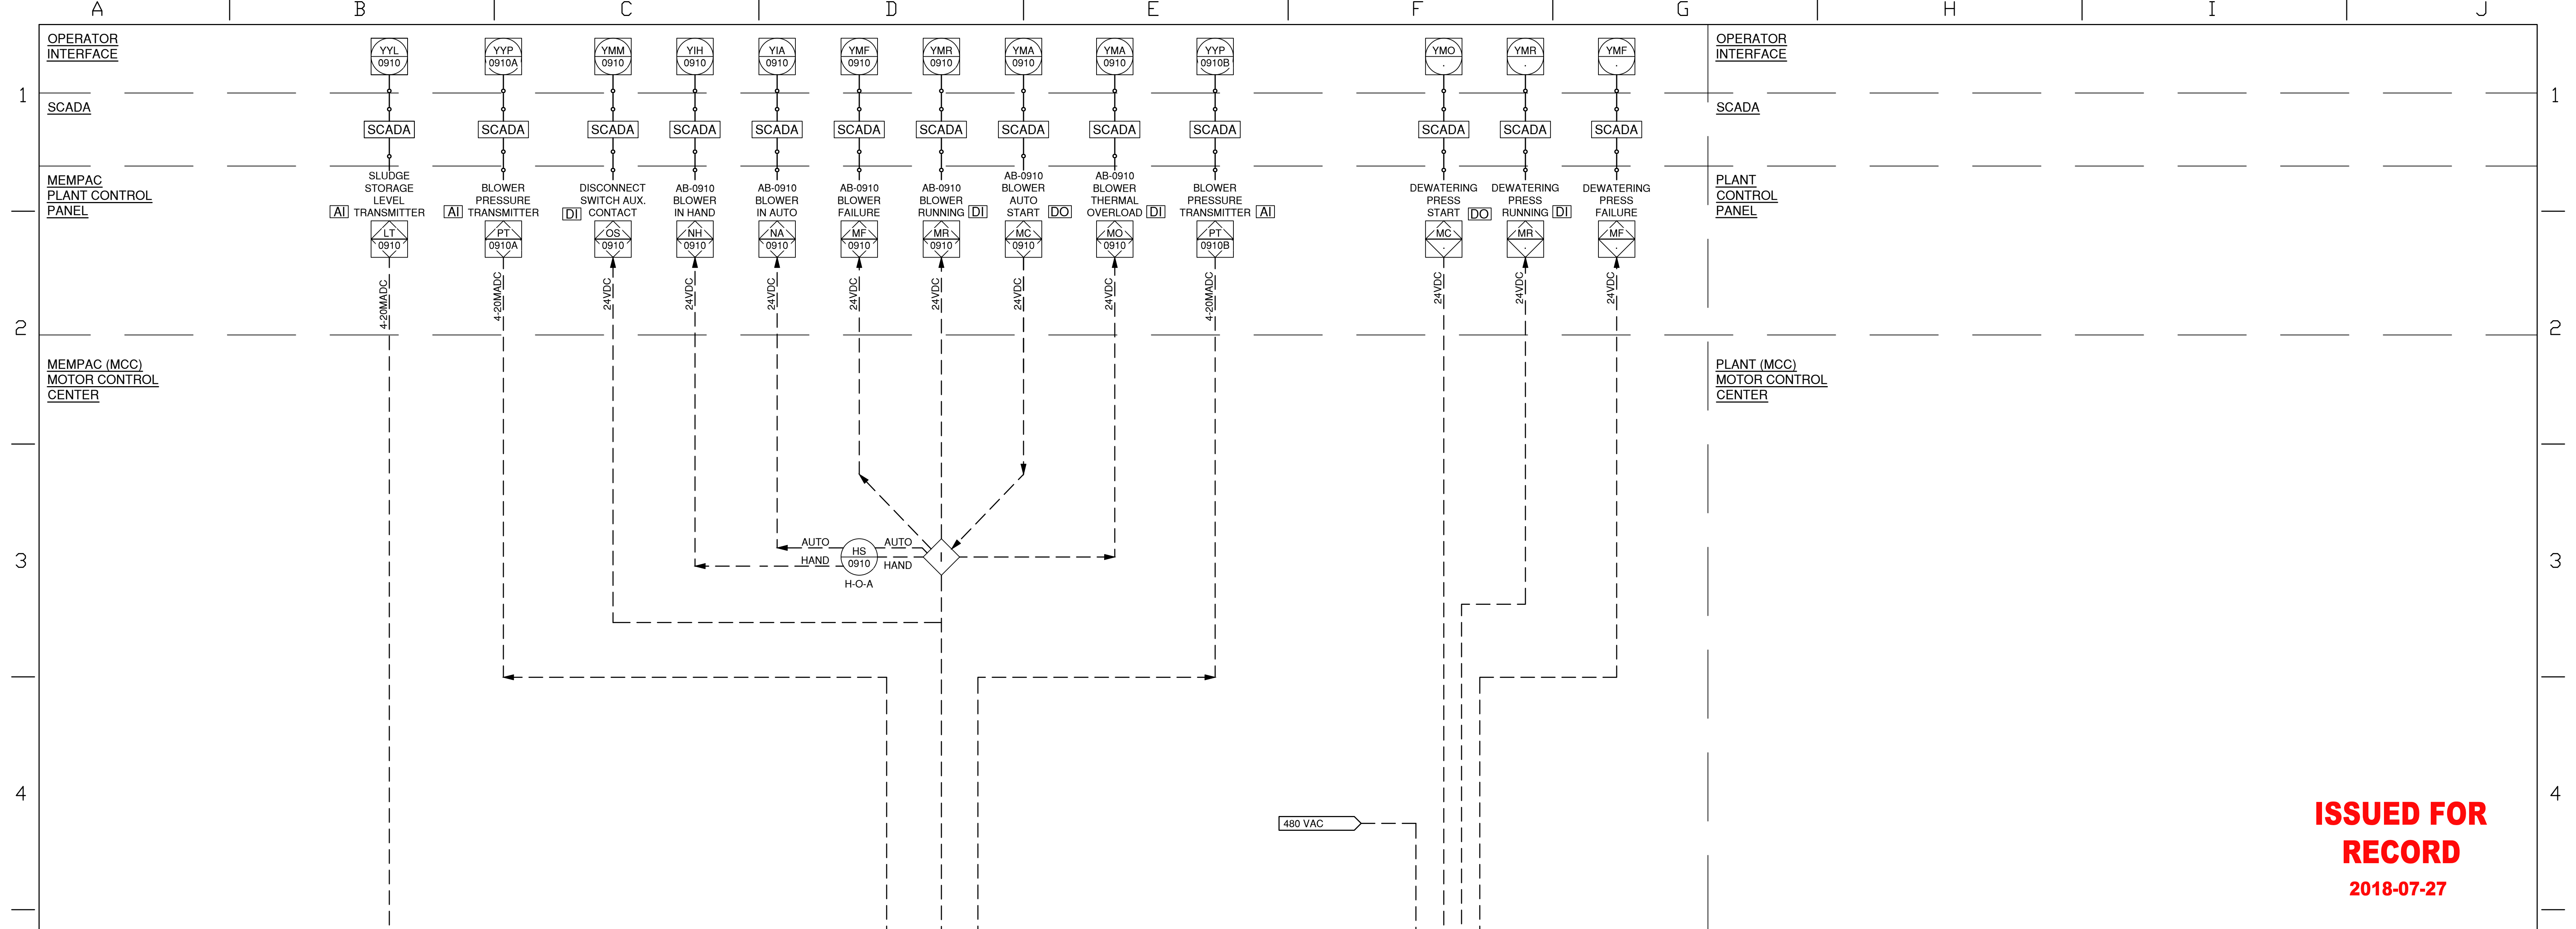 A B C D E F G H I J
OPERATOR
INTERFACE
YYL
0910
YYP
0910A
YMM
0910
YIH
0910
YIA
0910
YMF
0910
YMR
0910
YMA
0910
YMA
0910
YYP
0910B
YMO
.
YMR
.
YMF
.
OPERATOR
INTERFACE
1
1
SCADA
SCADA
SCADA SCADA SCADA SCADA SCADA SCADA SCADA SCADA SCADA SCADA SCADA SCADA SCADA
MEMPAC
PLANT CONTROL
PANEL
SLUDGE
STORAGE
LEVEL
AI TRANSMITTER
LT
0910
4-20MADC
BLOWER
PRESSURE
AI TRANSMITTER
PT
0910A
4-20MADC
DISCONNECT
SWITCH AUX.
DI CONTACT
OS
0910
24VDC
AB-0910
BLOWER
IN HAND
NH
0910
24VDC
AB-0910
BLOWER
IN AUTO
NA
0910
24VDC
AB-0910
BLOWER
FAILURE
MF
0910
24VDC
AB-0910
BLOWER
RUNNING DI
MR
0910
24VDC
AB-0910
BLOWER
AUTO
START DO
MC
0910
24VDC
AB-0910
BLOWER
THERMAL
OVERLOAD DI
MO
0910
BLOWER
PRESSURE
TRANSMITTER AI
PT
0910B
4-20MADC
DEWATERING
PRESS
START DO
MC
.
24VDC
DEWATERING
PRESS
RUNNING DI
MR
.
24VDC
DEWATERING
PRESS
FAILURE
MF
.
24VDC
PLANT
CONTROL
PANEL
2
2
MEMPAC (MCC)
MOTOR CONTROL
CENTER
PLANT (MCC)
MOTOR CONTROL
CENTER
3
AUTO
HAND
HS
0910
AUTO
HAND
H-O-A
I
3
4
480 VAC
4
ISSUED FOR
RECORD
2018-07-27